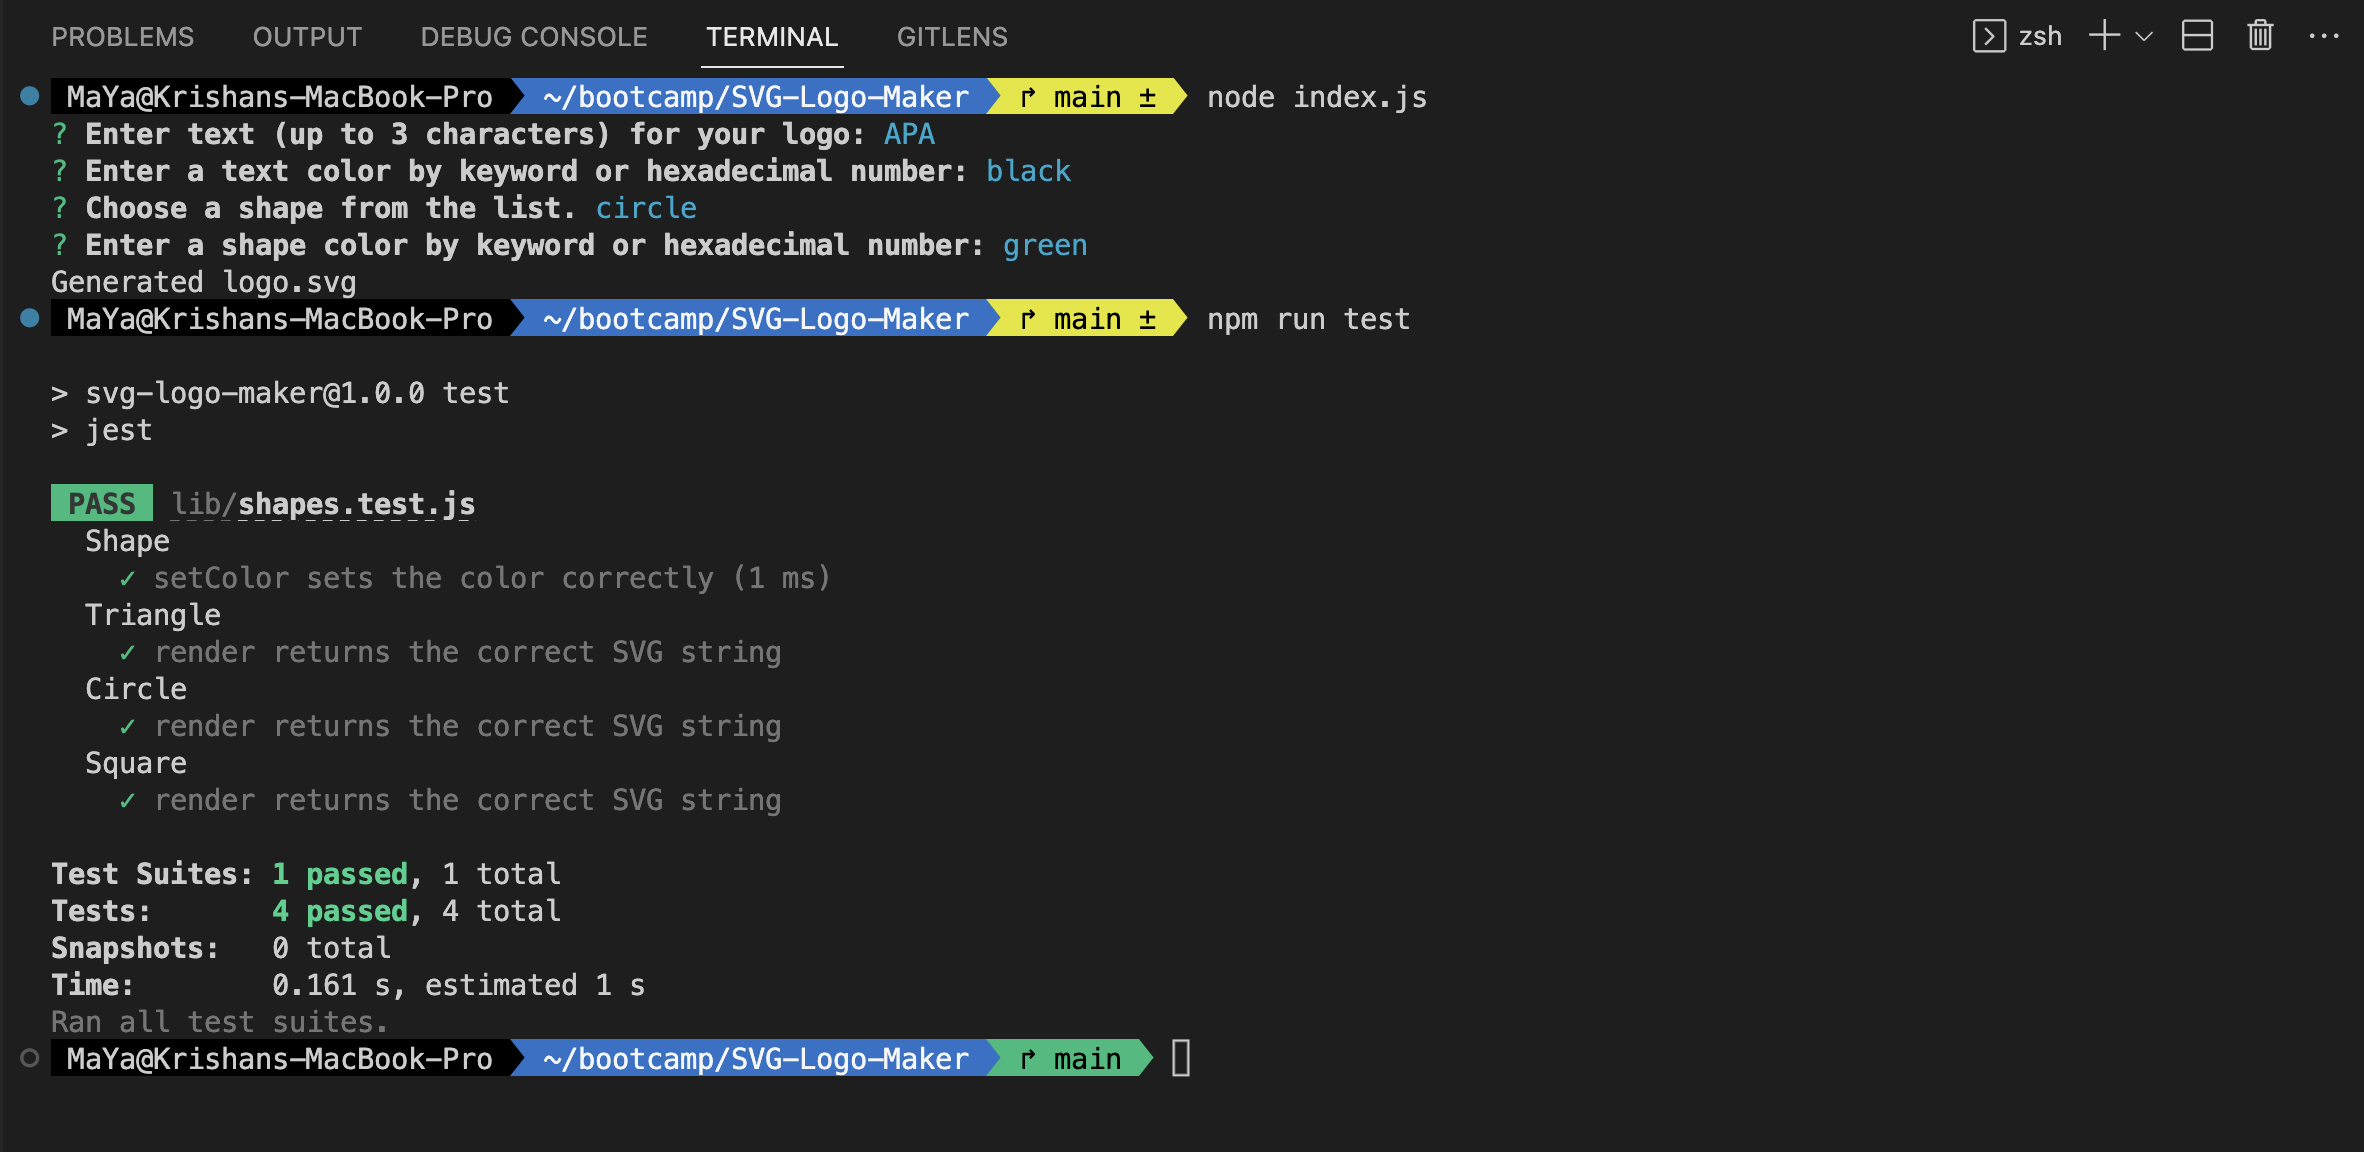 PROBLEMS OUTPUT DEBUG CONSOLE TERMINAL GITLENS zsh
MaYa@Krishans-MacBook-Pro ~/bootcamp/SVG-Logo-Maker ↱ main ± node index.js
? Enter text (up to 3 characters) for your logo: APA
? Enter a text color by keyword or hexadecimal number: black
? Choose a shape from the list. circle
? Enter a shape color by keyword or hexadecimal number: green
Generated logo.svg
MaYa@Krishans-MacBook-Pro ~/bootcamp/SVG-Logo-Maker ↱ main ± npm run test
> svg-logo-maker@1.0.0 test
> jest
PASS lib/shapes.test.js
Shape
✓ setColor sets the color correctly (1 ms)
Triangle
✓ render returns the correct SVG string
Circle
✓ render returns the correct SVG string
Square
✓ render returns the correct SVG string
Test Suites: 1 passed, 1 total
Tests: 4 passed, 4 total
Snapshots: 0 total
Time: 0.161 s, estimated 1 s
Ran all test suites.
MaYa@Krishans-MacBook-Pro ~/bootcamp/SVG-Logo-Maker ↱ main